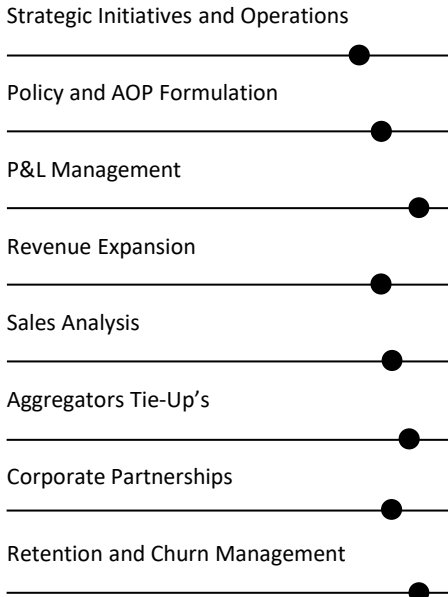 Strategic Initiatives and Operations
Policy and AOP Formulation
P&L Management
Revenue Expansion
Sales Analysis
Aggregators Tie-Up’s
Corporate Partnerships
Retention and Churn Management